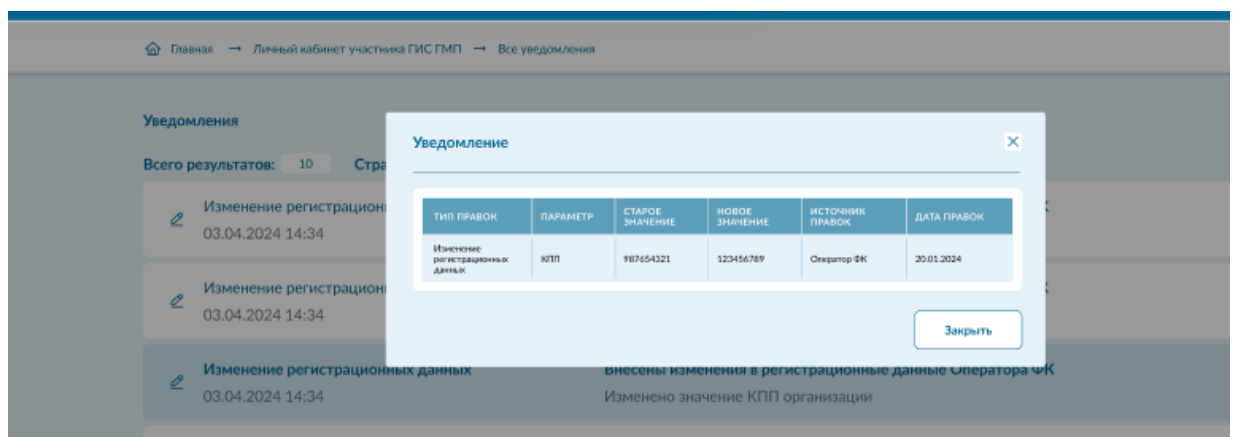 Главная → Личный кабинет участника ГИС ГМП → Все уведомления
Уведомления
Всего результатов: 10 Стра
Изменение регистрацион
03.04.2024 14:34
Изменение регистрацион
03.04.2024 14:34
Изменение регистрационных данных
03.04.2024 14:34
Внесены изменения в регистрационные данные Оператора ФК
Изменено значение КПП организации
Уведомление
ТИП ПРАВОК ПАРАМЕТР СТАРОЕ ЗНАЧЕНИЕ НОВОЕ ЗНАЧЕНИЕ ИСТОЧНИК ПРАВОК ДАТА ПРАВОК
Изменение
регистрационных
данных
КПП 987654321 123456789 Оператор ФК 20.01.2024
Закрыть